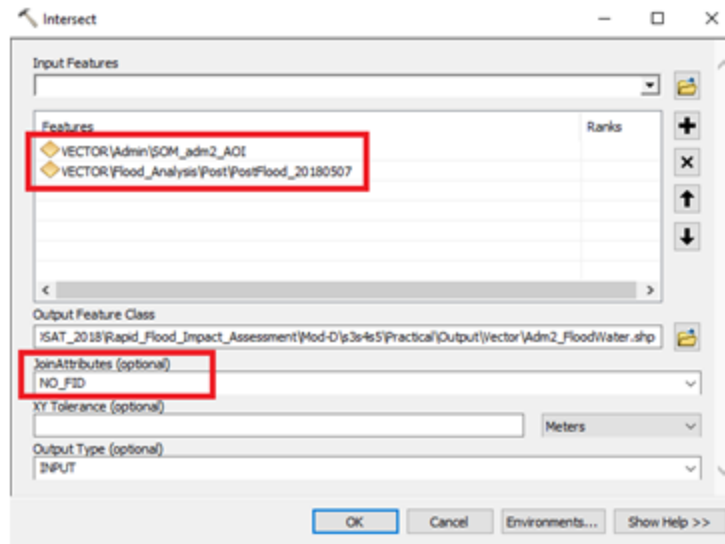 Intersect
Input Features
Features Ranks
VECTOR\Admin\SOM_adm2_AOI
VECTOR\Flood_Analysis\Post\PostFlood_20180507
Output Feature Class
SAT_2018\Rapid_Flood_Impact_Assessment\Mod-D\s3s4s5\Practical\Output\Vector\Adm2_FloodWater.shp
JoinAttributes (optional)
NO_FID
XY Tolerance (optional)
Meters
Output Type (optional)
INPUT
OK Cancel Environments... Show Help >>